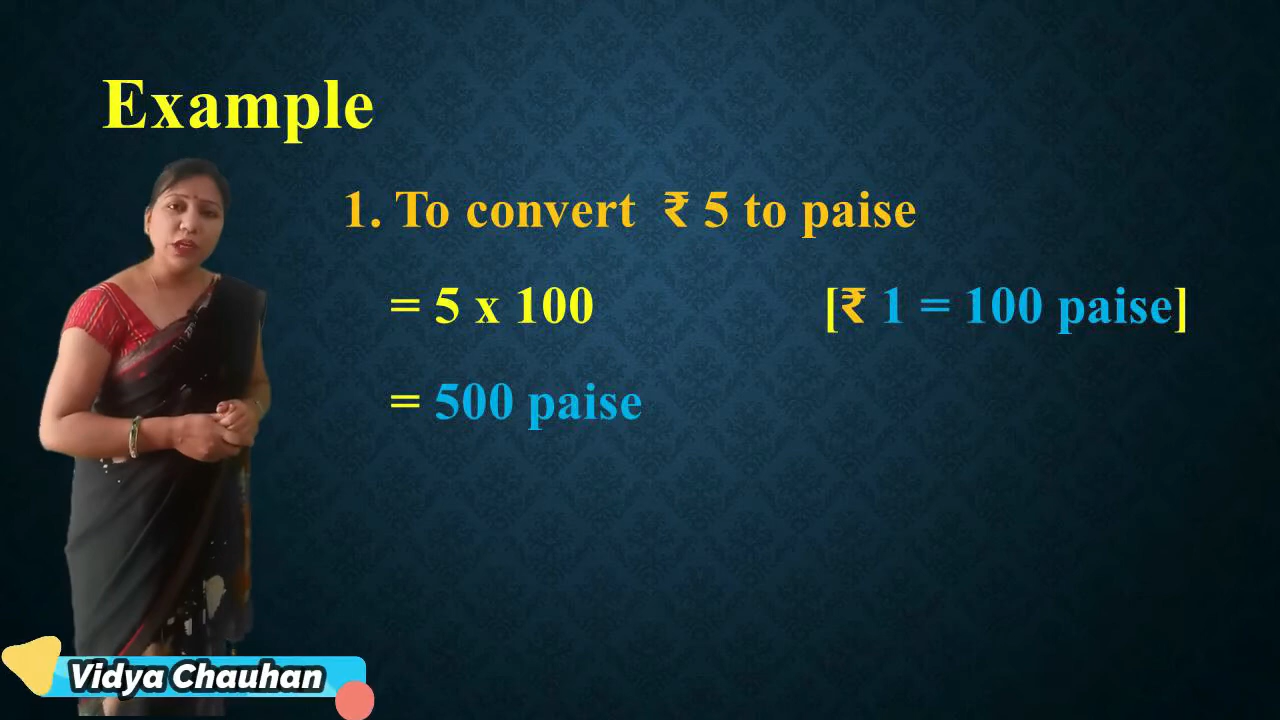 Example
1. To convert ₹ 5 to paise
= 5 x 100 [₹ 1 = 100 paise]
= 500 paise
Vidya Chauhan